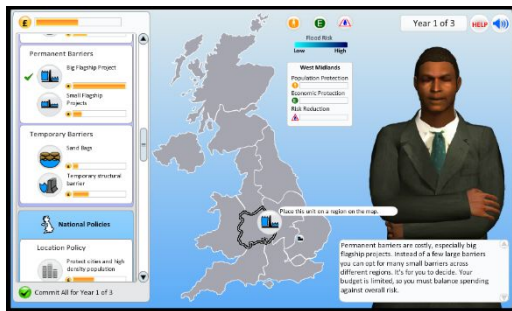 £
Permanent Barriers
Big Flagship Project
Small Flagship
Projects
Temporary Barriers
Sand Bags
Temporary structural
barrier
National Policies
Location Policy
Protect cities and high
density population
Commit All for Year 1 of 3
E
Flood Risk
Low High
West Midlands
Population Protection
Economic Protection
E
Risk Reduction
Place this unit on a region on the map.
Year 1 of 3
HELP
Permanent barriers are costly, especially big
flagship projects. Instead of a few large barriers
you can opt for many small barriers across
different regions. It's for you to decide. Your
budget is limited, so you must balance spending
against overall risk.